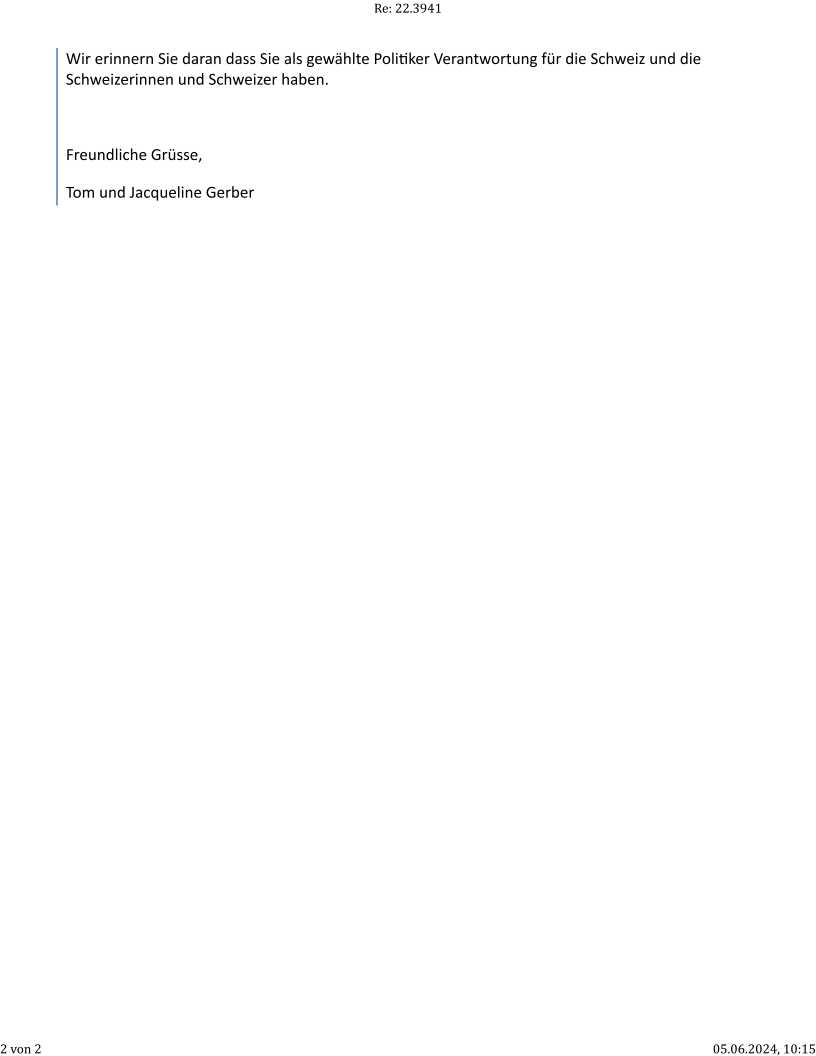 Re: 22.3941
Wir erinnern Sie daran dass Sie als gewählte Politiker Verantwortung für die Schweiz und die
Schweizerinnen und Schweizer haben.
Freundliche Grüsse,
Tom und Jacqueline Gerber
2 von 2
05.06.2024, 10:15